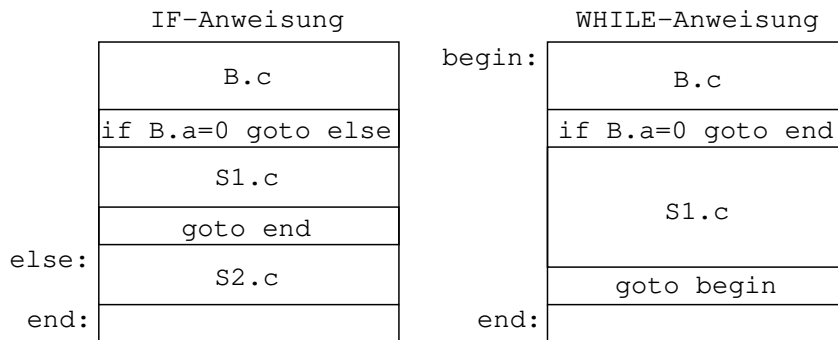 IF-Anweisung
B.c
if B.a=0 goto else
S1.c
goto end
else:
S2.c
end:
WHILE-Anweisung
begin:
B.c
if B.a=0 goto end
S1.c
goto begin
end: